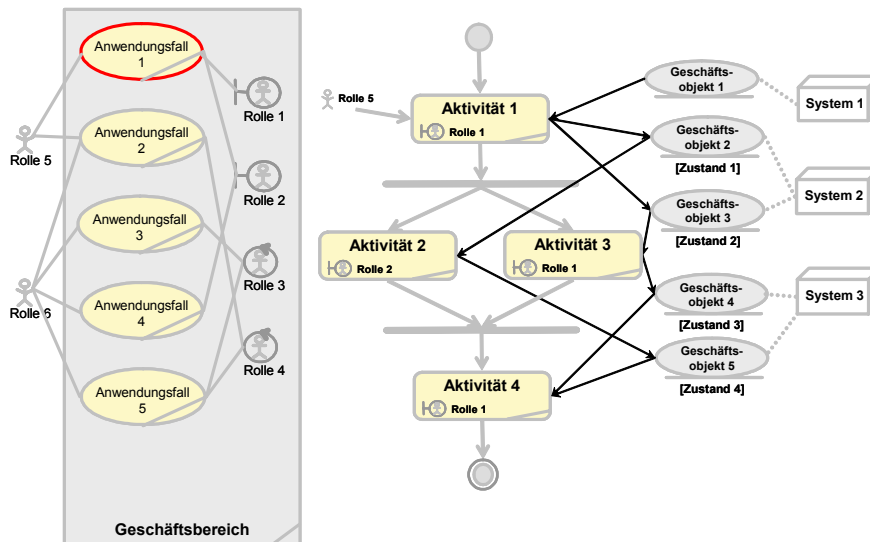 Anwendungsfall
1
Anwendungsfall
2
Anwendungsfall
3
Anwendungsfall
4
Anwendungsfall
5
Rolle 5
Rolle 6
Rolle 1
Rolle 2
Rolle 3
Rolle 4
Geschäftsbereich
Rolle 5
Aktivität 1
Rolle 1
Aktivität 2
Rolle 2
Aktivität 3
Rolle 1
Aktivität 4
Rolle 1
Geschäfts-
objekt 1
Geschäfts-
objekt 2
[Zustand 1]
Geschäfts-
objekt 3
[Zustand 2]
Geschäfts-
objekt 4
[Zustand 3]
Geschäfts-
objekt 5
[Zustand 4]
System 1
System 2
System 3